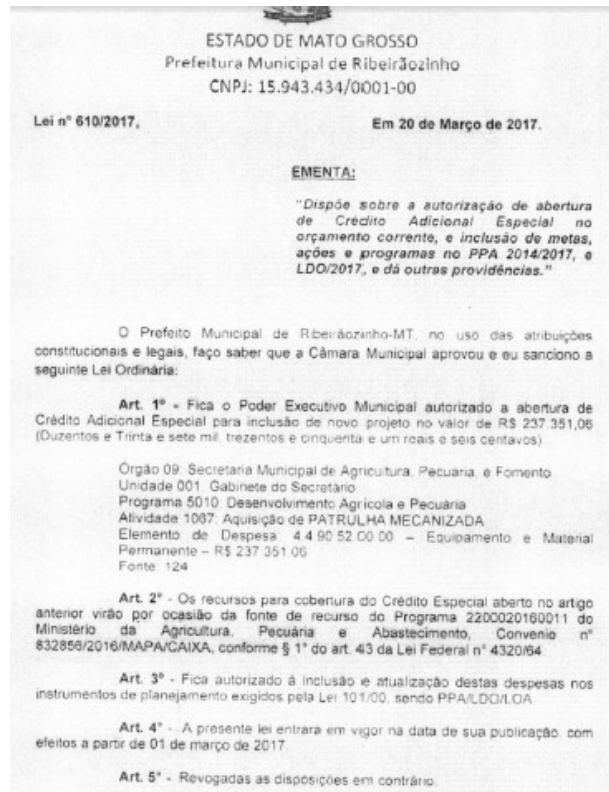 ESTADO DE MATO GROSSO
Prefeitura Municipal de Ribeirãozinho
CNPJ: 15.943.434/0001-00
Lei nº 610/2017, Em 20 de Março de 2017.
EMENTA:
"Dispõe sobre a autorização de abertura
de Crédito Adicional Especial no
orçamento corrente, e inclusão de metas,
ações e programas no PPA 2014/2017, e
LDO/2017, e dá outras providências."
O Prefeito Municipal de Ribeirãozinho-MT, no uso das atribuições
constitucionais e legais, faço saber que a Câmara Municipal aprovou e eu sanciono a
seguinte Lei Ordinária:
Art. 1º - Fica o Poder Executivo Municipal autorizado a abertura de
Crédito Adicional Especial para inclusão de novo projeto no valor de R$ 237.351,06
(Duzentos e Trinta e sete mil, trezentos e cinquenta e um reais e seis centavos)
Órgão 09: Secretaria Municipal de Agricultura, Pecuária, e Fomento
Unidade 001: Gabinete do Secretário
Programa 5010: Desenvolvimento Agrícola e Pecuária
Atividade 1067: Aquisição de PATRULHA MECANIZADA
Elemento de Despesa: 4.4.90.52.00.00 – Equipamento e Material
Permanente – R$ 237.351,06
Fonte: 124
Art. 2º - Os recursos para cobertura do Crédito Especial aberto no artigo
anterior virão por ocasião da fonte de recurso do Programa 2200020160011 do
Ministério da Agricultura, Pecuária e Abastecimento, Convenio nº
832856/2016/MAPA/CAIXA, conforme § 1º do art. 43 da Lei Federal nº 4320/64.
Art. 3º - Fica autorizado á inclusão e atualização destas despesas nos
instrumentos de planejamento exigidos pela Lei 101/00, sendo PPA/LDO/LOA.
Art. 4º - A presente lei entrara em vigor na data de sua publicação, com
efeitos a partir de 01 de março de 2017.
Art. 5º - Revogadas as disposições em contrário.